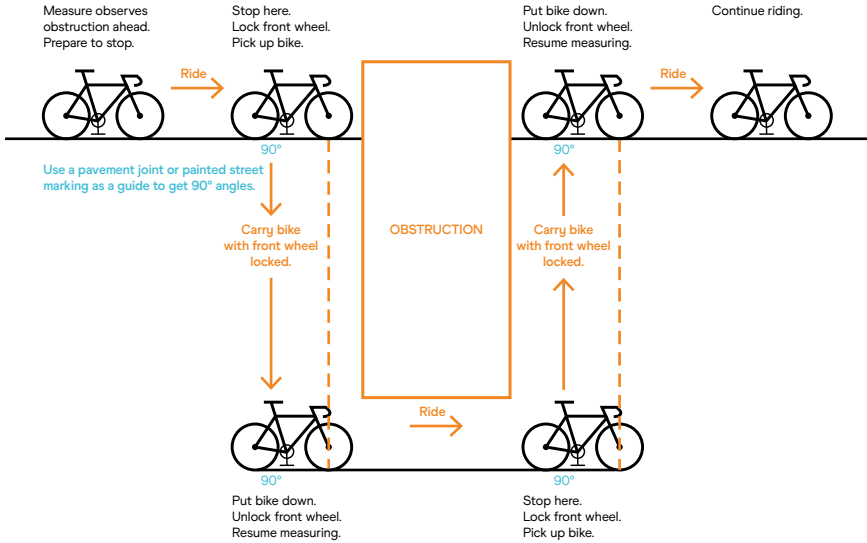 Measure observes
obstruction ahead.
Prepare to stop.
Stop here.
Lock front wheel.
Pick up bike.
Put bike down.
Unlock front wheel.
Resume measuring.
Continue riding.
Ride
Ride
90°
90°
Use a pavement joint or painted street
marking as a guide to get 90° angles.
Carry bike
with front wheel
locked.
OBSTRUCTION
Carry bike
with front wheel
locked.
Ride
90°
90°
Put bike down.
Unlock front wheel.
Resume measuring.
Stop here.
Lock front wheel.
Pick up bike.